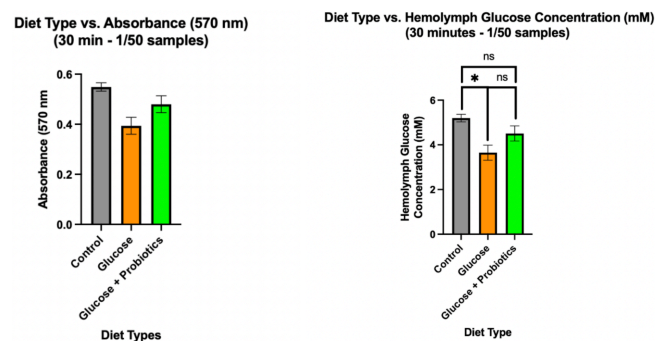 Diet Type vs. Absorbance (570 nm)
(30 min - 1/50 samples)
Absorbance (570 nm
0.6
0.4
0.2
0.0
Control
Glucose
Glucose + Probiotics
Diet Types
Diet Type vs. Hemolymph Glucose Concentration (mM)
(30 minutes - 1/50 samples)
ns
* ns
Hemolymph Glucose
Concentration (mM)
6
4
2
0
Control
Glucose
Glucose + Probiotics
Diet Type